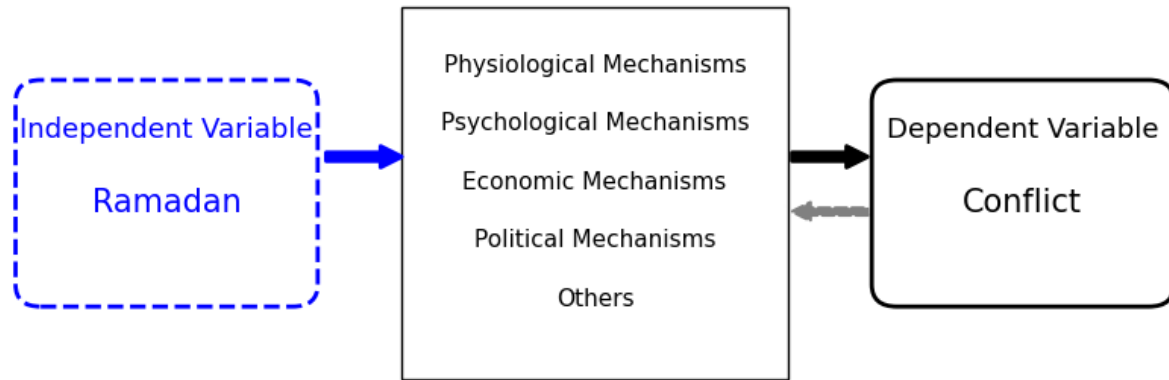 Independent Variable
Ramadan
Physiological Mechanisms
Psychological Mechanisms
Economic Mechanisms
Political Mechanisms
Others
Dependent Variable
Conflict